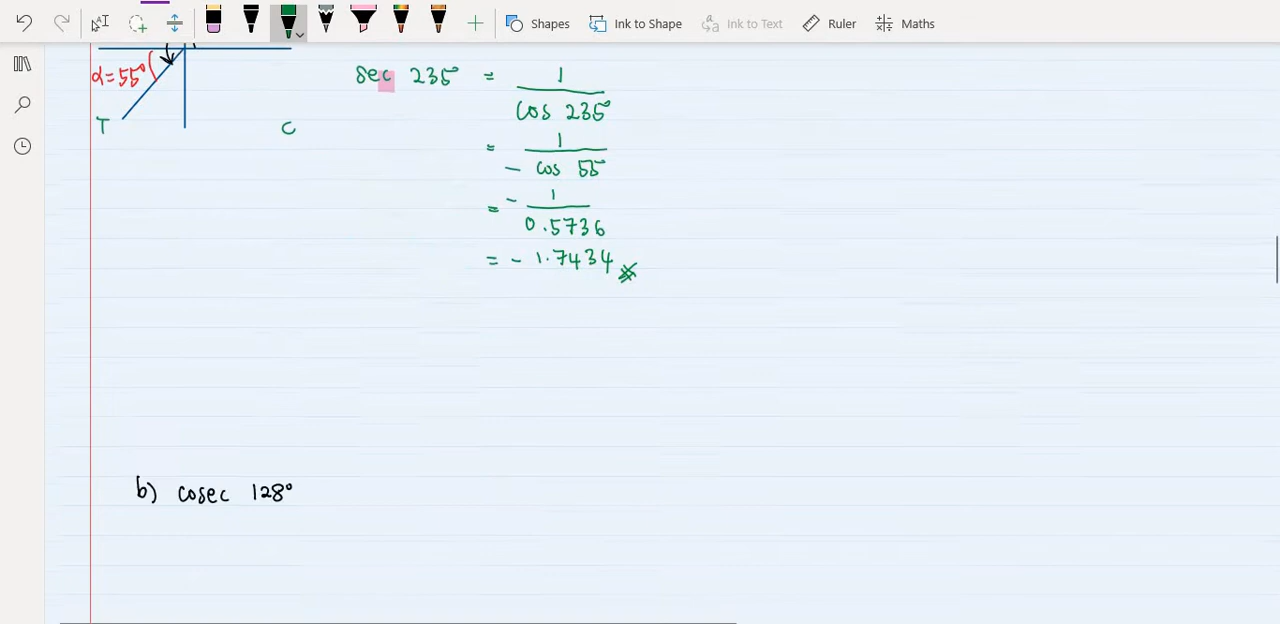 Shapes Ink to Shape Ink to Text Ruler Maths
α=55°
T C
sec 235° = 1
cos 235°
= 1
- cos 55°
= - 1
0.5736
= - 1.7434
b) cosec 128°